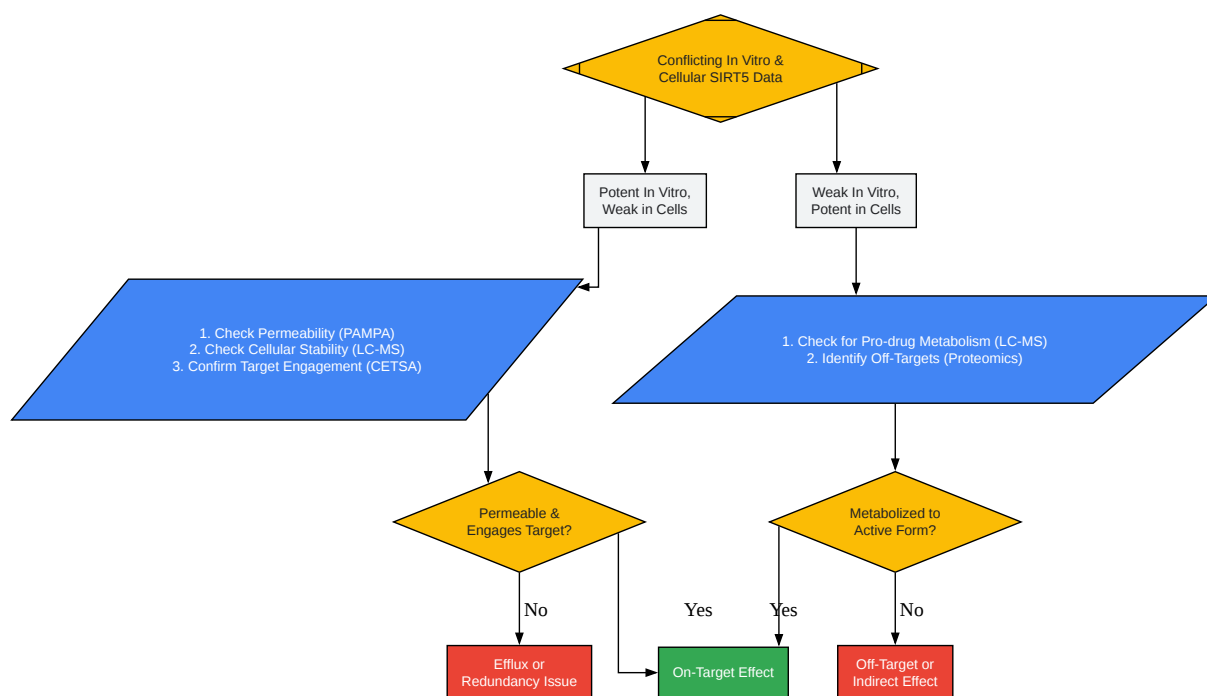 Conflicting In Vitro &
Cellular SIRT5 Data
Potent In Vitro,
Weak in Cells
Weak In Vitro,
Potent in Cells
1. Check Permeability (PAMPA)
2. Check Cellular Stability (LC-MS)
3. Confirm Target Engagement (CETSA)
1. Check for Pro-drug Metabolism (LC-MS)
2. Identify Off-Targets (Proteomics)
Permeable &
Engages Target?
Metabolized to
Active Form?
No
Yes
Yes
No
Efflux or
Redundancy Issue
On-Target Effect
Off-Target or
Indirect Effect